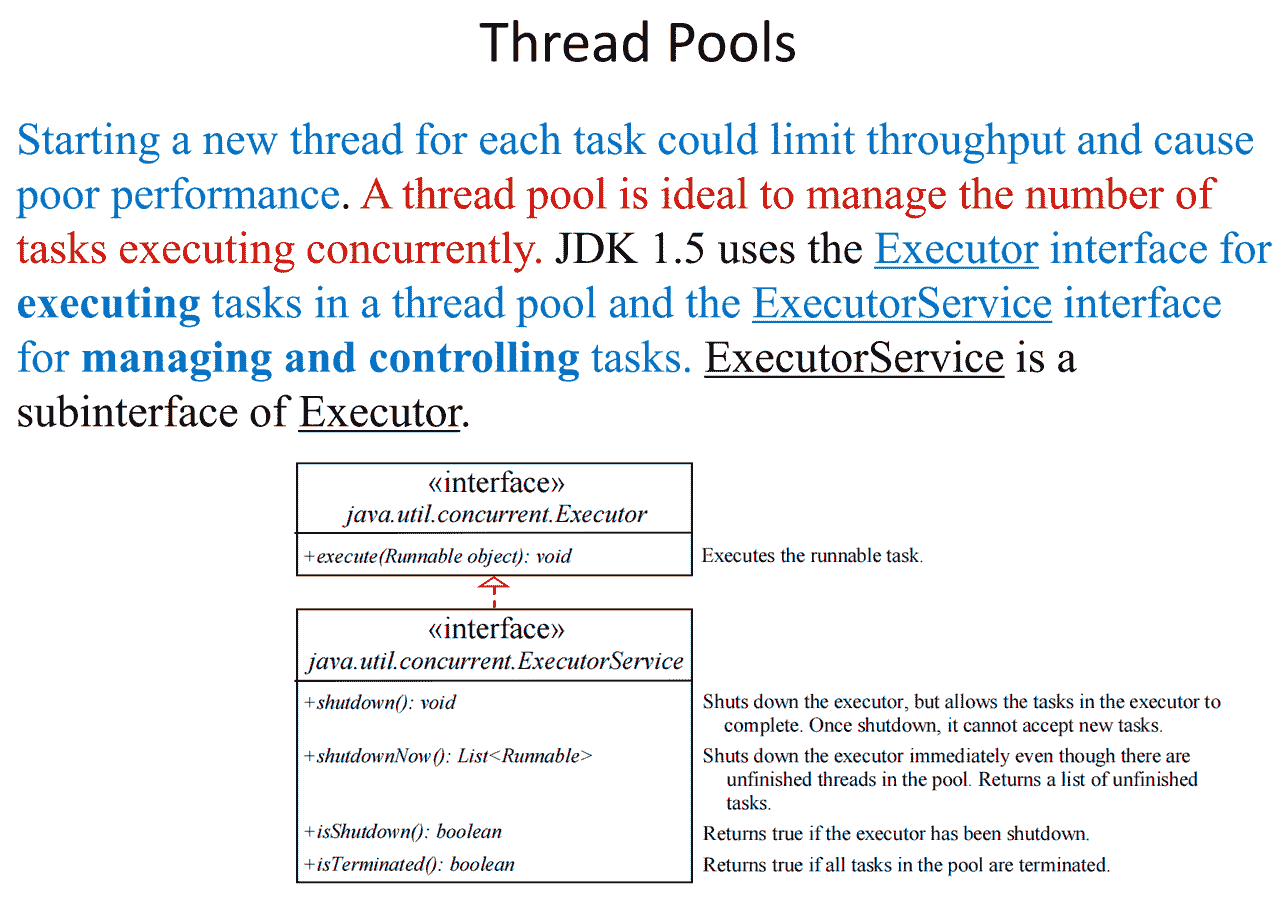 Thread Pools
Starting a new thread for each task could limit throughput and cause
poor performance. A thread pool is ideal to manage the number of
tasks executing concurrently. JDK 1.5 uses the Executor interface for
executing tasks in a thread pool and the ExecutorService interface
for managing and controlling tasks. ExecutorService is a
subinterface of Executor.
«interface»
java.util.concurrent.Executor
+execute(Runnable object): void
Executes the runnable task.
«interface»
java.util.concurrent.ExecutorService
+shutdown(): void
Shuts down the executor, but allows the tasks in the executor to
complete. Once shutdown, it cannot accept new tasks.
+shutdownNow(): List<Runnable>
Shuts down the executor immediately even though there are
unfinished threads in the pool. Returns a list of unfinished
tasks.
+isShutdown(): boolean
Returns true if the executor has been shutdown.
+isTerminated(): boolean
Returns true if all tasks in the pool are terminated.